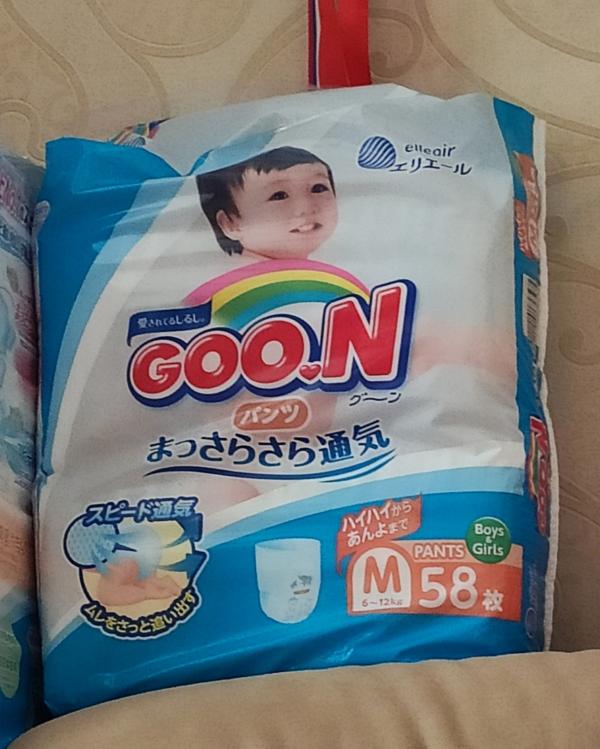 elleair
エリエール
愛されてるしるし。
GOO.N
グ〜ン
パンツ
まっさらさら通気
スピード通気
ムレをさっと追い出す
ハイハイから
あんよまで
Boys
&
Girls
PANTS
M
58枚
6~12kg